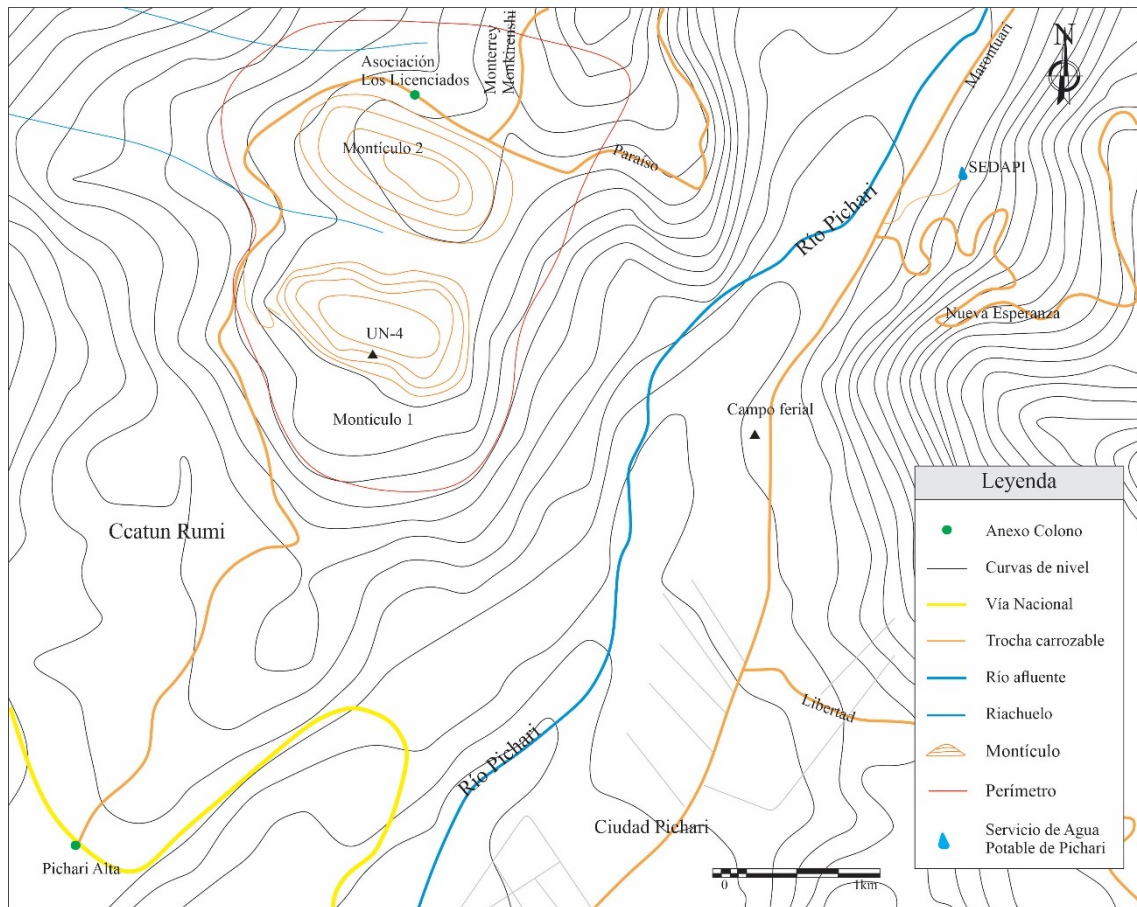 Asociación
Los Licenciados
Monterrey
Monkirenshi
Marontuari
N
Montículo 2
Paraíso
SEDAPI
Río Pichari
Nueva Esperanza
UN-4
Montículo 1
Campo ferial
Ccatun Rumi
Leyenda
Anexo Colono
Curvas de nivel
Vía Nacional
Trocha carrozable
Río afluente
Riachuelo
Montículo
Perímetro
Servicio de Agua
Potable de Pichari
Libertad
Río Pichari
Ciudad Pichari
Pichari Alta
0
1km